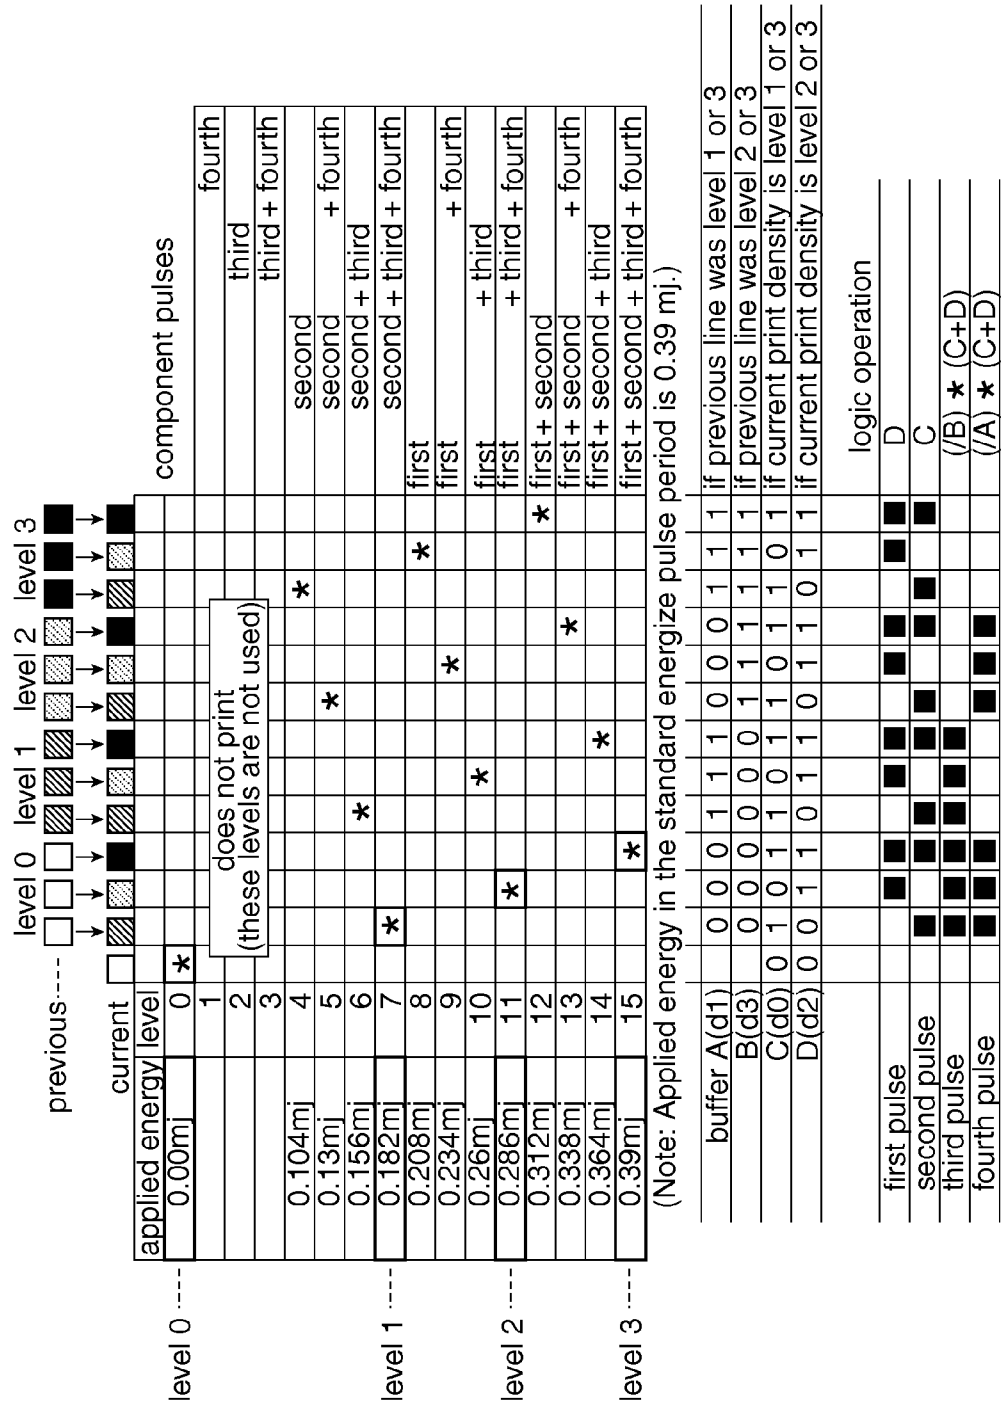 previous level 0 level 1 level 2 level 3
current component pulses
applied energy level
level 0 0.00mj 0 *
1 fourth
2 does not print third
3 (these levels are not used) third + fourth
0.104mj 4 * second
0.13mj 5 * second + fourth
0.156mj 6 * second + third
level 1 0.182mj 7 * second + third + fourth
0.208mj 8 * first
0.234mj 9 * first + fourth
0.26mj 10 * first + third
level 2 0.286mj 11 * first + third + fourth
0.312mj 12 * first + second
0.338mj 13 * first + second + fourth
0.364mj 14 * first + second + third
level 3 0.39mj 15 * first + second + third + fourth
(Note: Applied energy in the standard energize pulse period is 0.39 mj.)
buffer A(d1) 0 0 0 1 1 1 0 0 0 1 1 1 if previous line was level 1 or 3
B(d3) 0 0 0 0 0 0 1 1 1 1 1 1 if previous line was level 2 or 3
C(d0) 0 1 0 1 1 0 1 1 0 1 1 0 1 if current print density is level 1 or 3
D(d2) 0 0 1 1 0 1 1 0 1 1 0 1 1 if current print density is level 2 or 3
logic operation
first pulse D
second pulse C
third pulse (/B) * (C+D)
fourth pulse (/A) * (C+D)